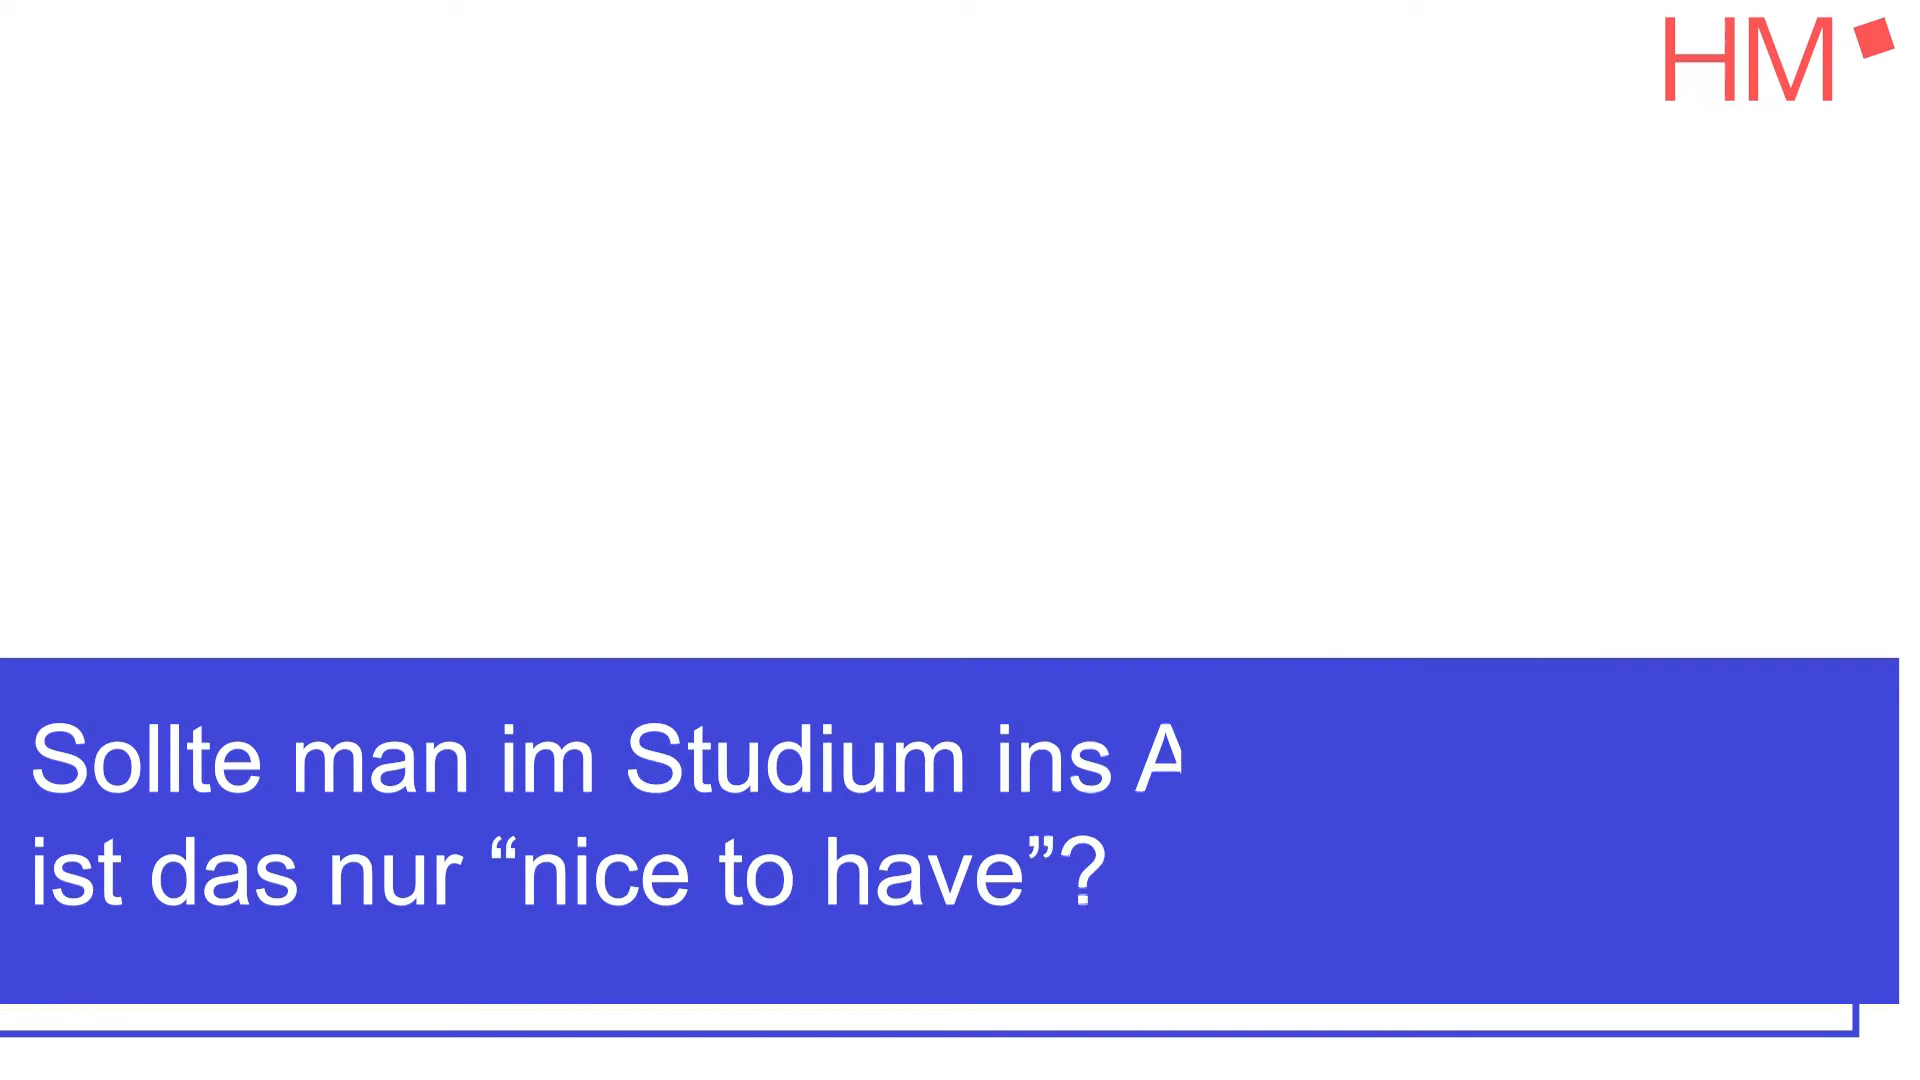 HM
Sollte man im Studium ins
ist das nur “nice to have”?